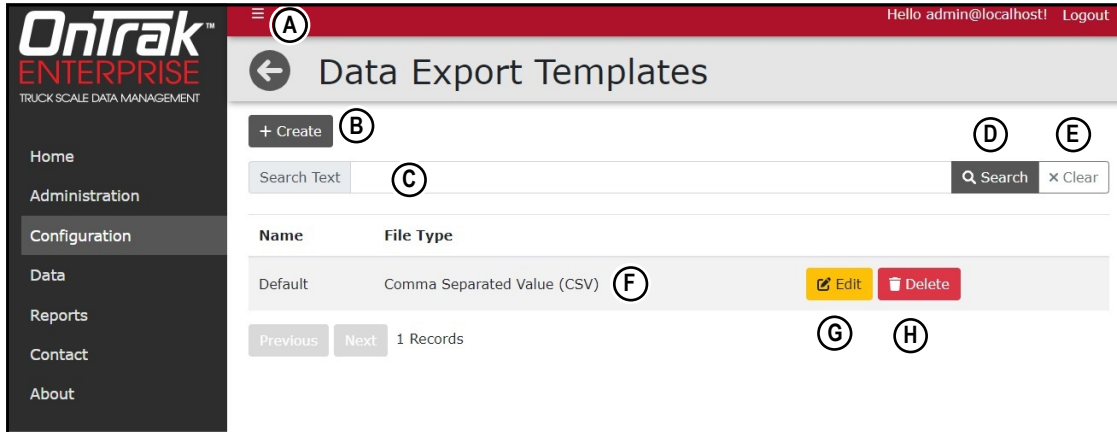 OnTrak™
ENTERPRISE
TRUCK SCALE DATA MANAGEMENT
Home
Administration
Configuration
Data
Reports
Contact
About
A
Hello admin@localhost! Logout
Data Export Templates
+ Create B
D E
Search Text C Search × Clear
Name File Type
Default Comma Separated Value (CSV) F Edit Delete
G H
Previous Next 1 Records